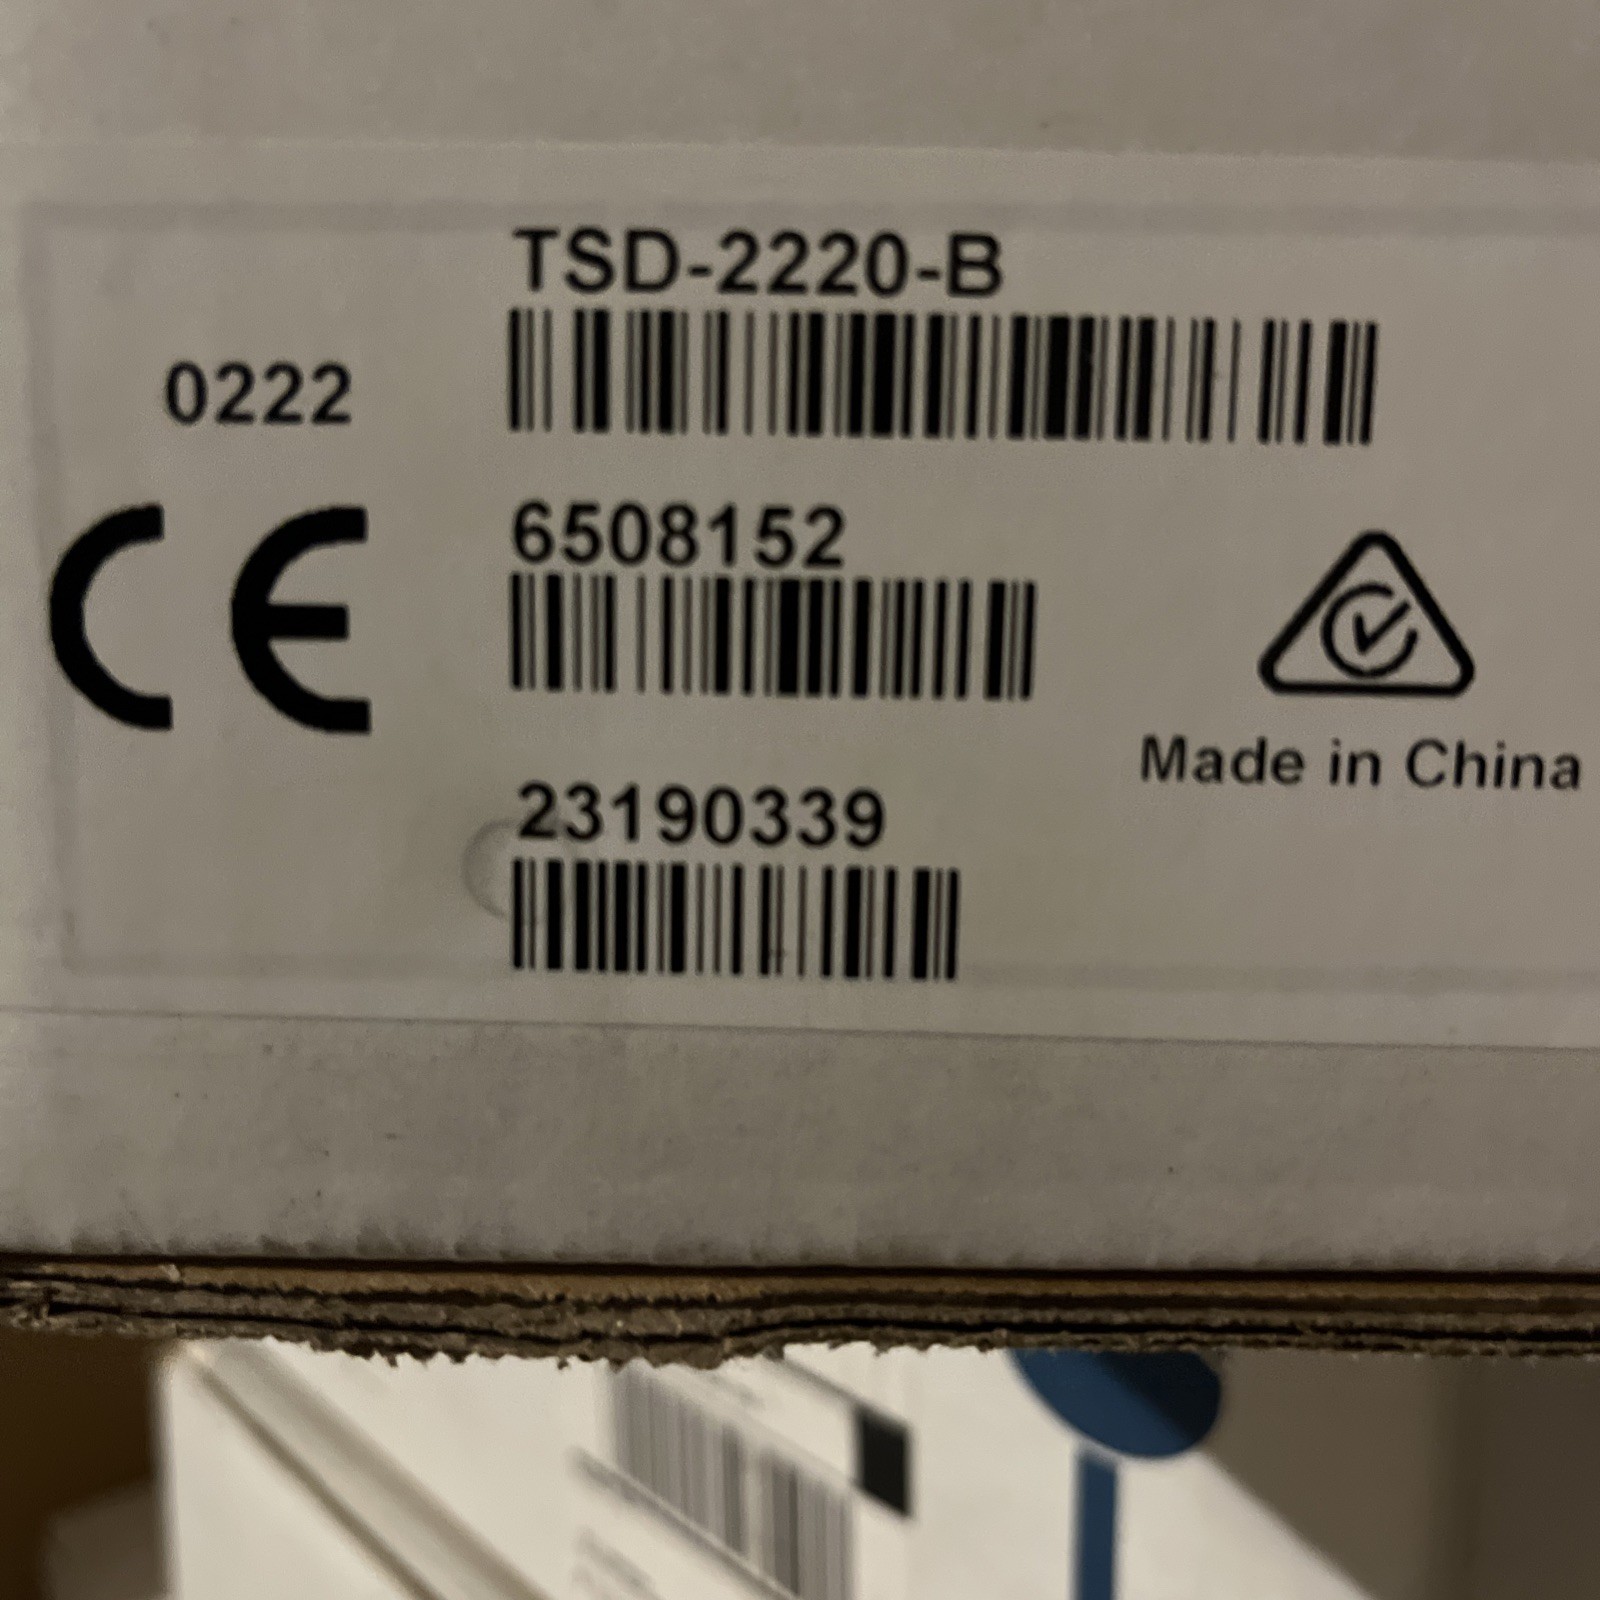 TSD-2220-B
0222
6508152
CE
Made in China
23190339